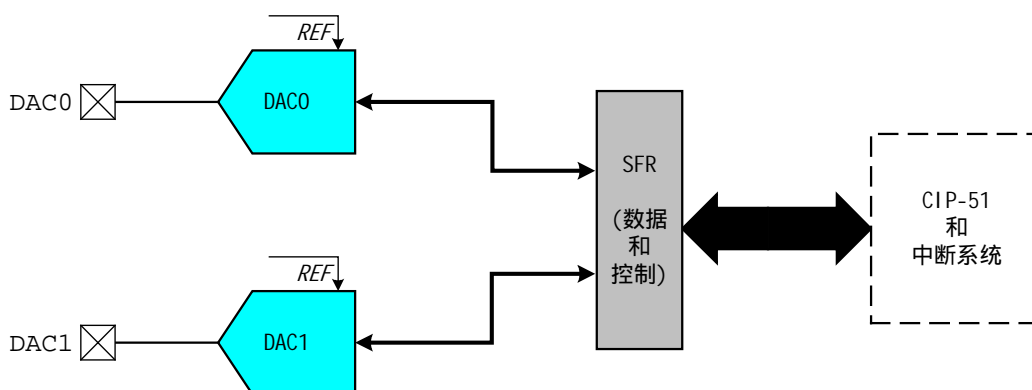 REF
DAC0
DAC0
SFR
(数据
和
控制)
CIP-51
和
中断系统
REF
DAC1
DAC1